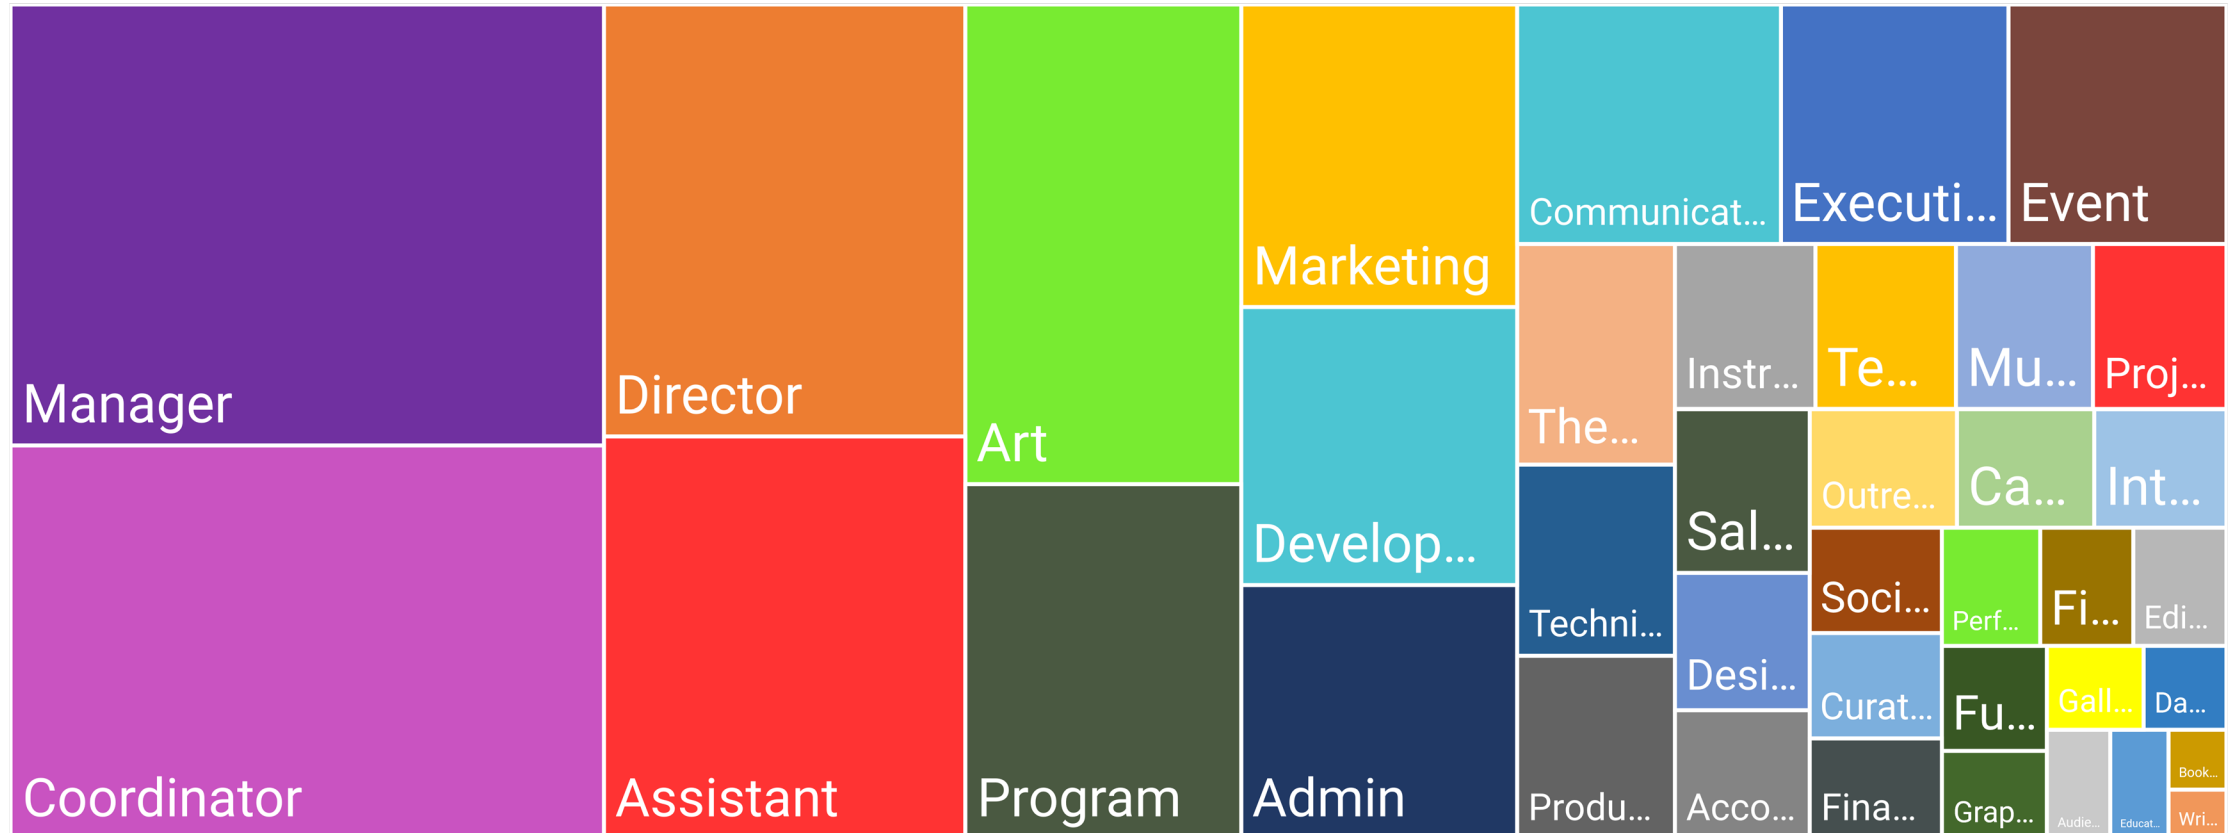 Manager
Coordinator
Director
Assistant
Art
Program
Marketing
Develop...
Admin
Communicat...
Executi...
Event
The...
Techni...
Produ...
Instr...
Te...
Mu...
Proj...
Sal...
Desi...
Acco...
Outre...
Ca...
Int...
Soci...
Curat...
Fina...
Perf...
Fi...
Edi...
Fu...
Grap...
Gall...
Da...
Audie...
Educat...
Book...
Wri...